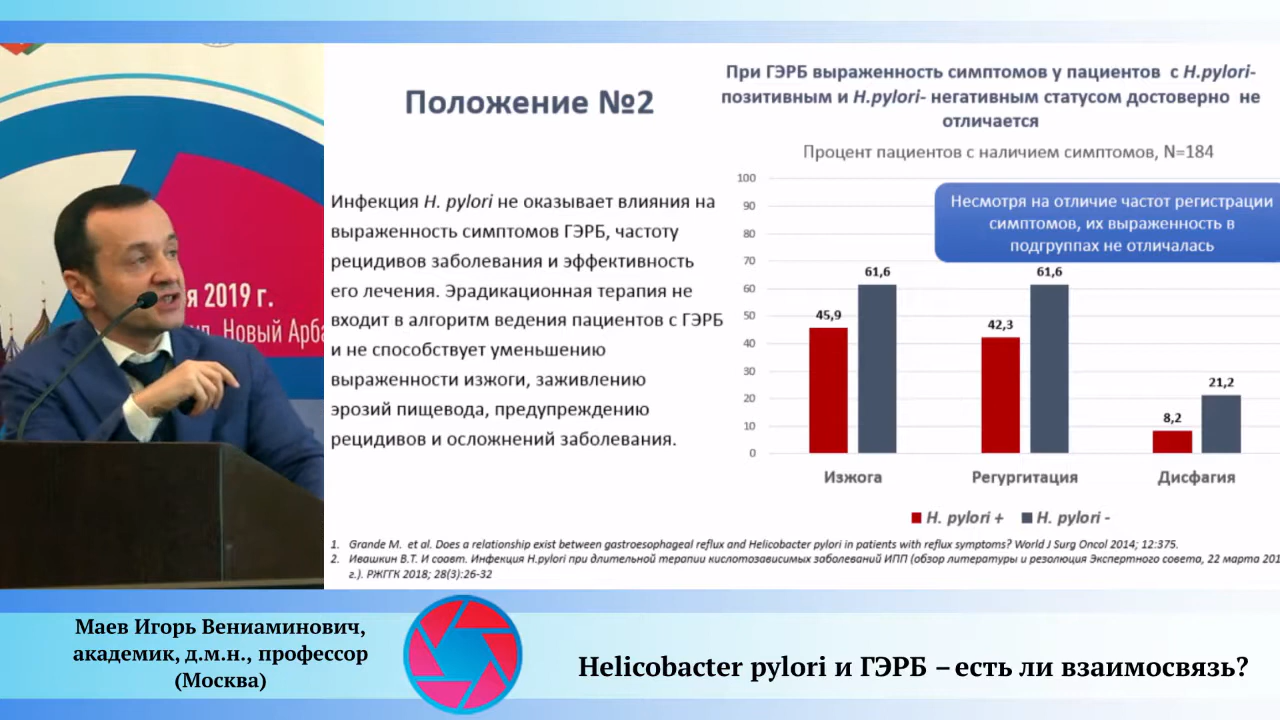 я 2019 г.
ул. Новый Арба
Положение №2
Инфекция H. pylori не оказывает влияния на
выраженность симптомов ГЭРБ, частоту
рецидивов заболевания и эффективность
его лечения. Эрадикационная терапия не
входит в алгоритм ведения пациентов с ГЭРБ
и не способствует уменьшению
выраженности изжоги, заживлению
эрозий пищевода, предупреждению
рецидивов и осложнений заболевания.
При ГЭРБ выраженность симптомов у пациентов с H.pylori-
позитивным и H.pylori- негативным статусом достоверно не
отличается
Процент пациентов с наличием симптомов, N=184
Несмотря на отличие частот регистрации
симптомов, их выраженность в
подгруппах не отличалась
100
90
80
70
60
50
40
30
20
10
0
45,9
61,6
42,3
61,6
8,2
21,2
Изжога Регургитация Дисфагия
H. pylori + H. pylori -
1. Grande M. et al. Does a relationship exist between gastroesophageal reflux and Helicobacter pylori in patients with reflux symptoms? World J Surg Oncol 2014; 12:375.
2. Ивашкин В.Т. И соавт. Инфекция H.pylori при длительной терапии кислотозависимых заболеваний ИПП (обзор литературы и резолюция Экспертного совета, 22 марта 201
г.). РЖГГК 2018; 28(3):26-32
Маев Игорь Вениаминович,
академик, д.м.н., профессор
(Москва)
Helicobacter pylori и ГЭРБ – есть ли взаимосвязь?